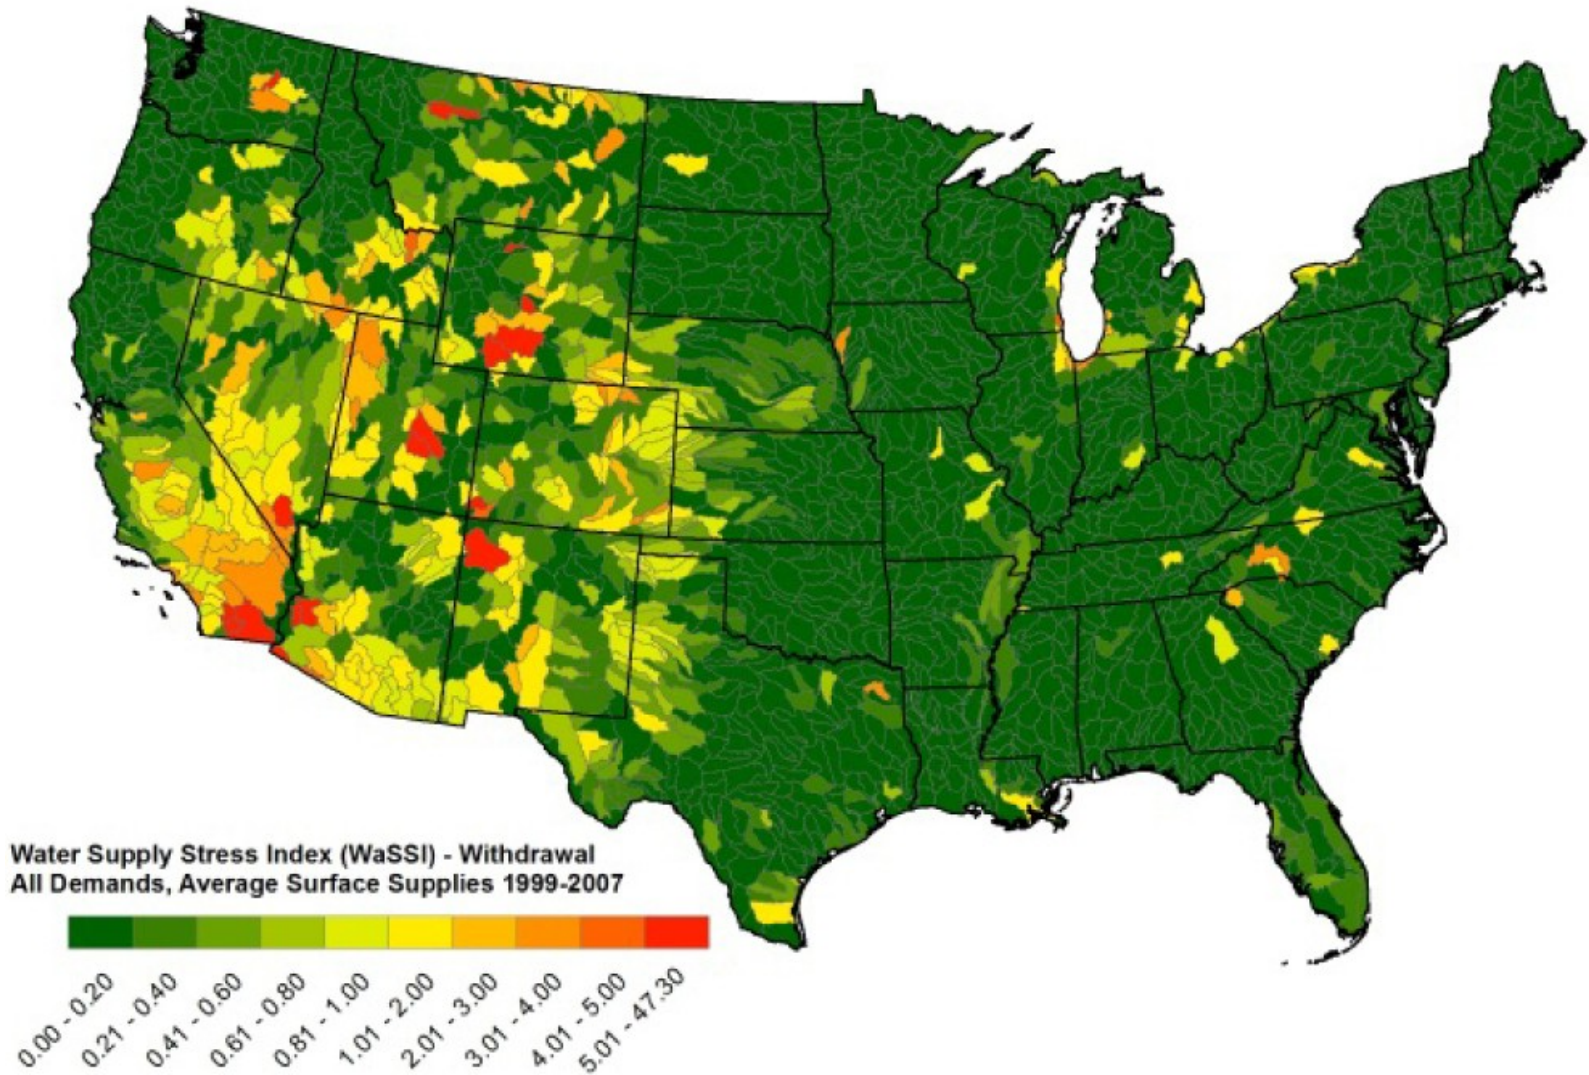 Water Supply Stress Index (WaSSI) - Withdrawal
All Demands, Average Surface Supplies 1999-2007
0.00 - 0.20
0.21 - 0.40
0.41 - 0.60
0.61 - 0.80
0.81 - 1.00
1.01 - 2.00
2.01 - 3.00
3.01 - 4.00
4.01 - 5.00
5.01 - 47.30